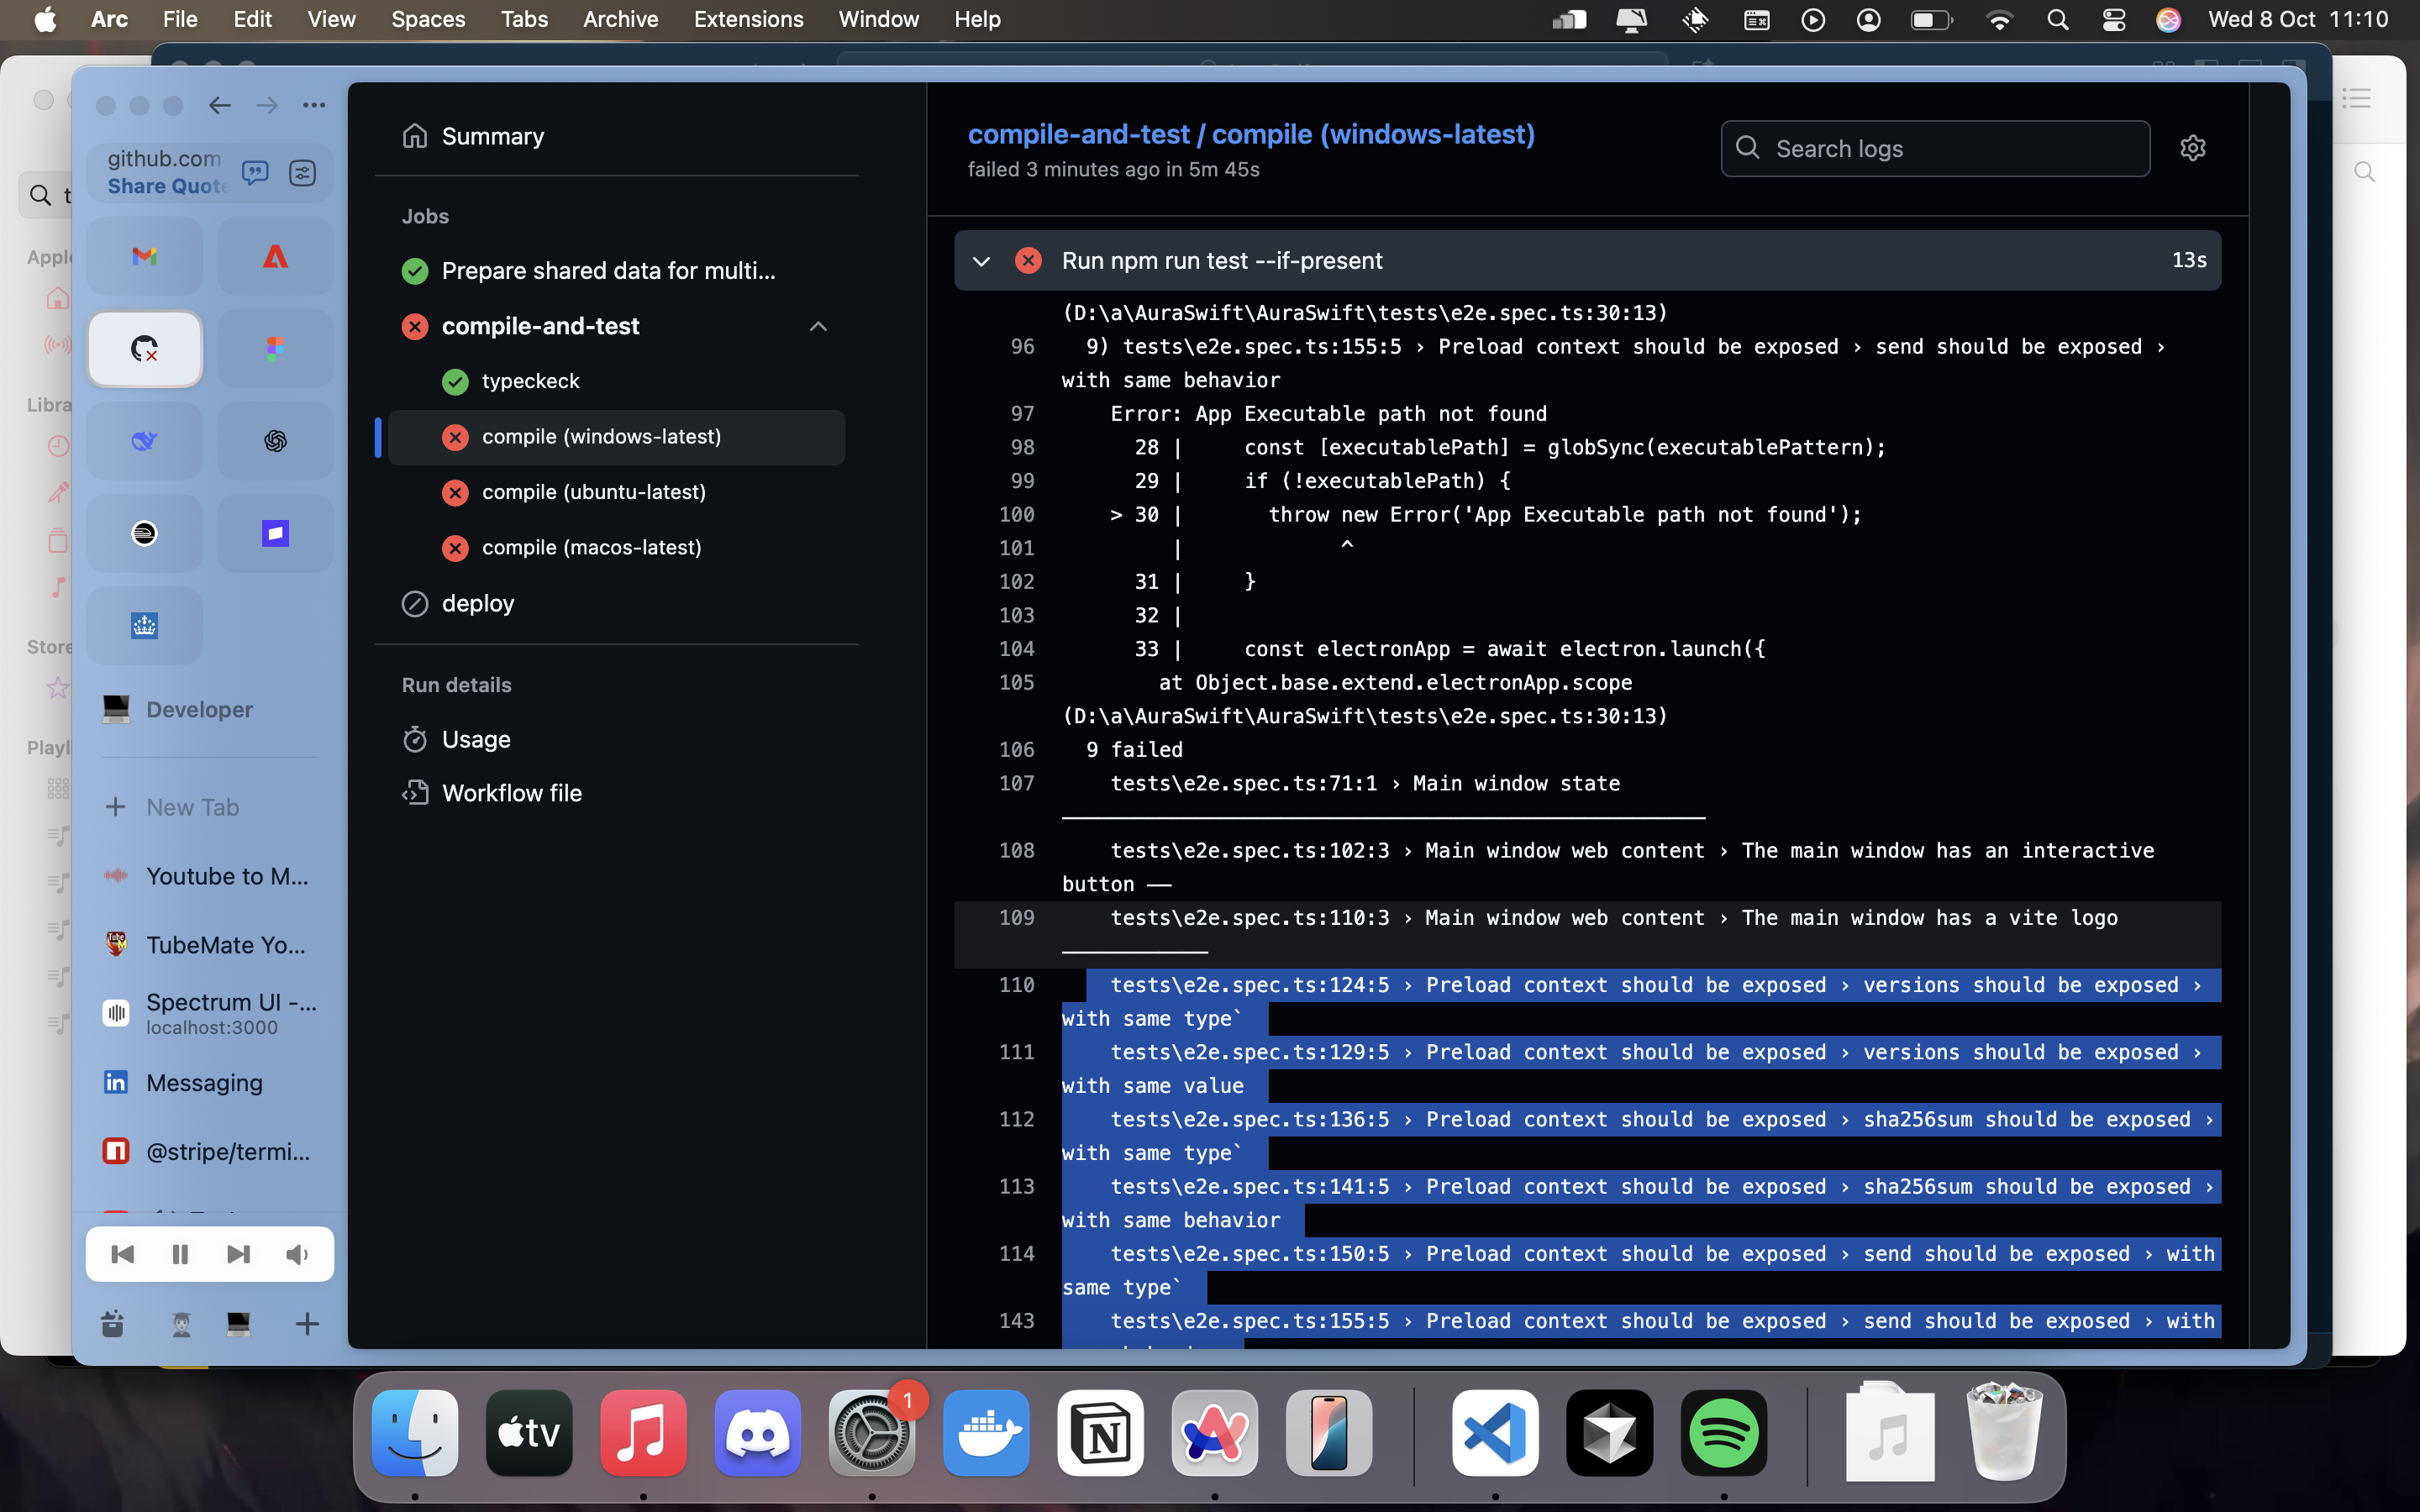 Arc File Edit View Spaces Tabs Archive Extensions Window Help Wed 8 Oct 11:10
github.com
Share Quote
t
Developer
New Tab
Youtube to M...
TubeMate Yo...
Spectrum UI -...
localhost:3000
Messaging
@stripe/termi...
Summary
Jobs
Prepare shared data for multi...
compile-and-test
typeckeck
compile (windows-latest)
compile (ubuntu-latest)
compile (macos-latest)
deploy
Run details
Usage
Workflow file
compile-and-test / compile (windows-latest)
failed 3 minutes ago in 5m 45s
Search logs
Run npm run test --if-present 13s
(D:\a\AuraSwift\AuraSwift\tests\e2e.spec.ts:30:13)
96 9) tests\e2e.spec.ts:155:5 › Preload context should be exposed › send should be exposed ›
with same behavior
97 Error: App Executable path not found
98 28 | const [executablePath] = globSync(executablePattern);
99 29 | if (!executablePath) {
100 > 30 | throw new Error('App Executable path not found');
101 | ^
102 31 | }
103 32 |
104 33 | const electronApp = await electron.launch({
105 at Object.base.extend.electronApp.scope
(D:\a\AuraSwift\AuraSwift\tests\e2e.spec.ts:30:13)
106 9 failed
107 tests\e2e.spec.ts:71:1 › Main window state
108 tests\e2e.spec.ts:102:3 › Main window web content › The main window has an interactive
button ──
109 tests\e2e.spec.ts:110:3 › Main window web content › The main window has a vite logo
110 tests\e2e.spec.ts:124:5 › Preload context should be exposed › versions should be exposed ›
with same type`
111 tests\e2e.spec.ts:129:5 › Preload context should be exposed › versions should be exposed ›
with same value
112 tests\e2e.spec.ts:136:5 › Preload context should be exposed › sha256sum should be exposed ›
with same type`
113 tests\e2e.spec.ts:141:5 › Preload context should be exposed › sha256sum should be exposed ›
with same behavior
114 tests\e2e.spec.ts:150:5 › Preload context should be exposed › send should be exposed › with
same type`
143 tests\e2e.spec.ts:155:5 › Preload context should be exposed › send should be exposed › with
tv
1